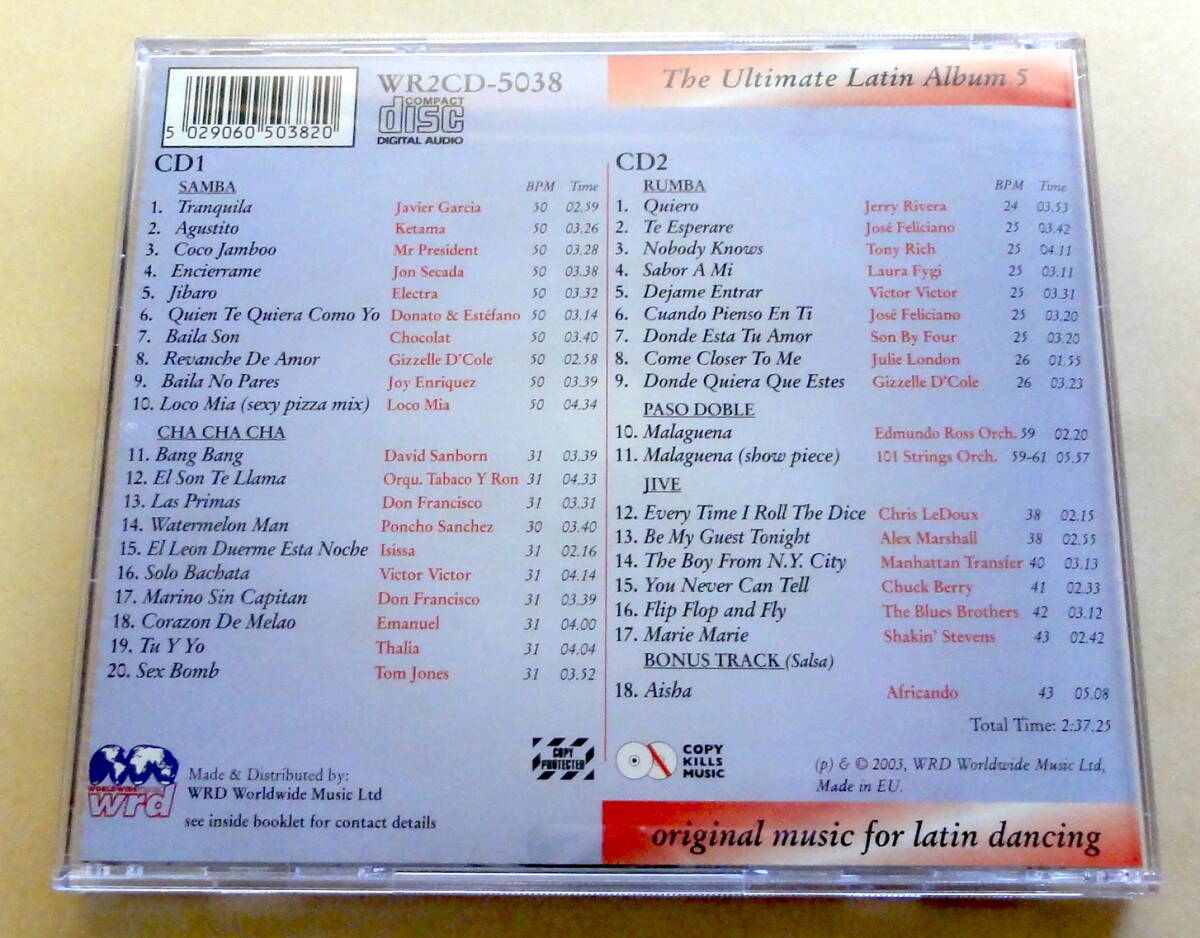 WR2CD-5038
COMPACT
disc
DIGITAL AUDIO
5 029060 503820
The Ultimate Latin Album 5
CD1
SAMBA BPM Time
1. Tranquila Javier Garcia 50 02.59
2. Agustito Ketama 50 03.26
3. Coco Jamboo Mr President 50 03.28
4. Encierrame Jon Secada 50 03.38
5. Jibaro Electra 50 03.32
6. Quien Te Quiera Como Yo Donato & Estéfano 50 03.14
7. Baila Son Chocolat 50 03.40
8. Revanche De Amor Gizzelle D'Cole 50 02.58
9. Baila No Pares Joy Enriquez 50 03.39
10. Loco Mia (sexy pizza mix) Loco Mia 50 04.34
CHA CHA CHA
11. Bang Bang David Sanborn 31 03.39
12. El Son Te Llama Orqu. Tabaco Y Ron 31 04.33
13. Las Primas Don Francisco 31 03.31
14. Watermelon Man Poncho Sanchez 30 03.40
15. El Leon Duerme Esta Noche Isissa 31 02.16
16. Solo Bachata Victor Victor 31 04.14
17. Marino Sin Capitan Don Francisco 31 03.39
18. Corazon De Melao Emanuel 31 04.00
19. Tu Y Yo Thalia 31 04.04
20. Sex Bomb Tom Jones 31 03.52
CD2
RUMBA BPM Time
1. Quiero Jerry Rivera 24 03.53
2. Te Esperare José Feliciano 25 03.42
3. Nobody Knows Tony Rich 25 04.11
4. Sabor A Mi Laura Fygi 25 03.11
5. Dejame Entrar Victor Victor 25 03.31
6. Cuando Pienso En Ti José Feliciano 25 03.20
7. Donde Esta Tu Amor Son By Four 25 03.20
8. Come Closer To Me Julie London 26 01.55
9. Donde Quiera Que Estes Gizzelle D'Cole 26 03.23
PASO DOBLE
10. Malaguena Edmundo Ross Orch. 59 02.20
11. Malaguena (show piece) 101 Strings Orch. 59-61 05.57
JIVE
12. Every Time I Roll The Dice Chris LeDoux 38 02.15
13. Be My Guest Tonight Alex Marshall 38 02.55
14. The Boy From N.Y. City Manhattan Transfer 40 03.13
15. You Never Can Tell Chuck Berry 41 02.33
16. Flip Flop and Fly The Blues Brothers 42 03.12
17. Marie Marie Shakin' Stevens 43 02.42
BONUS TRACK (Salsa)
18. Aisha Africando 43 05.08
Total Time: 2:37.25
WORLDWIDE
wrd
Made & Distributed by:
WRD Worldwide Music Ltd
see inside booklet for contact details
COPY
PROTECTED
COPY
KILLS
MUSIC
(p) & © 2003, WRD Worldwide Music Ltd,
Made in EU.
original music for latin dancing